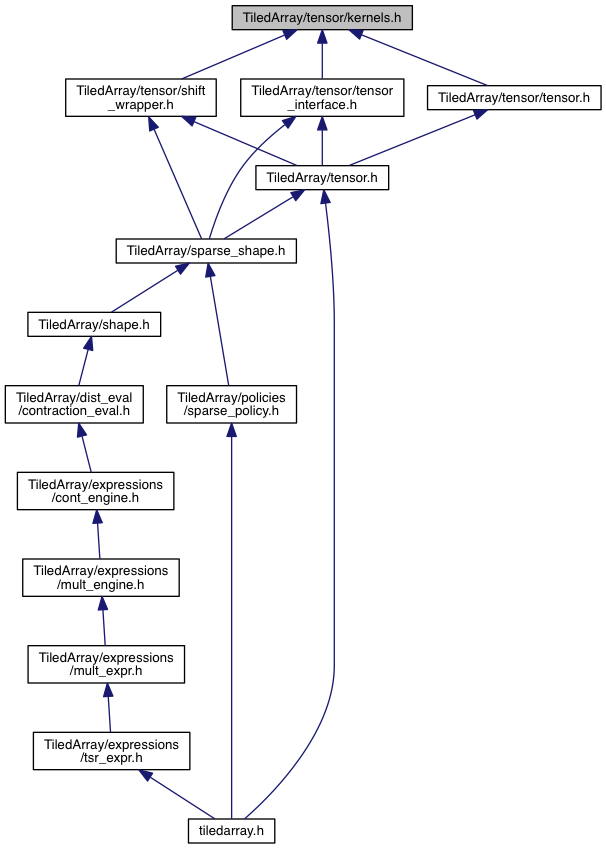 TiledArray/tensor/kernels.h
TiledArray/tensor/shift
_wrapper.h
TiledArray/tensor/tensor
_interface.h
TiledArray/tensor/tensor.h
TiledArray/tensor.h
TiledArray/sparse_shape.h
TiledArray/shape.h
TiledArray/dist_eval
/contraction_eval.h
TiledArray/policies
/sparse_policy.h
TiledArray/expressions
/cont_engine.h
TiledArray/expressions
/mult_engine.h
TiledArray/expressions
/mult_expr.h
TiledArray/expressions
/tsr_expr.h
tiledarray.h